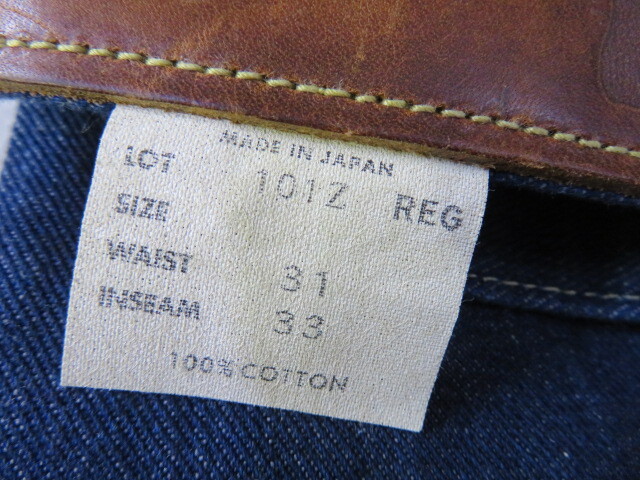 MADE IN JAPAN
LOT 101Z REG
SIZE
WAIST 31
INSEAM 33
100% COTTON